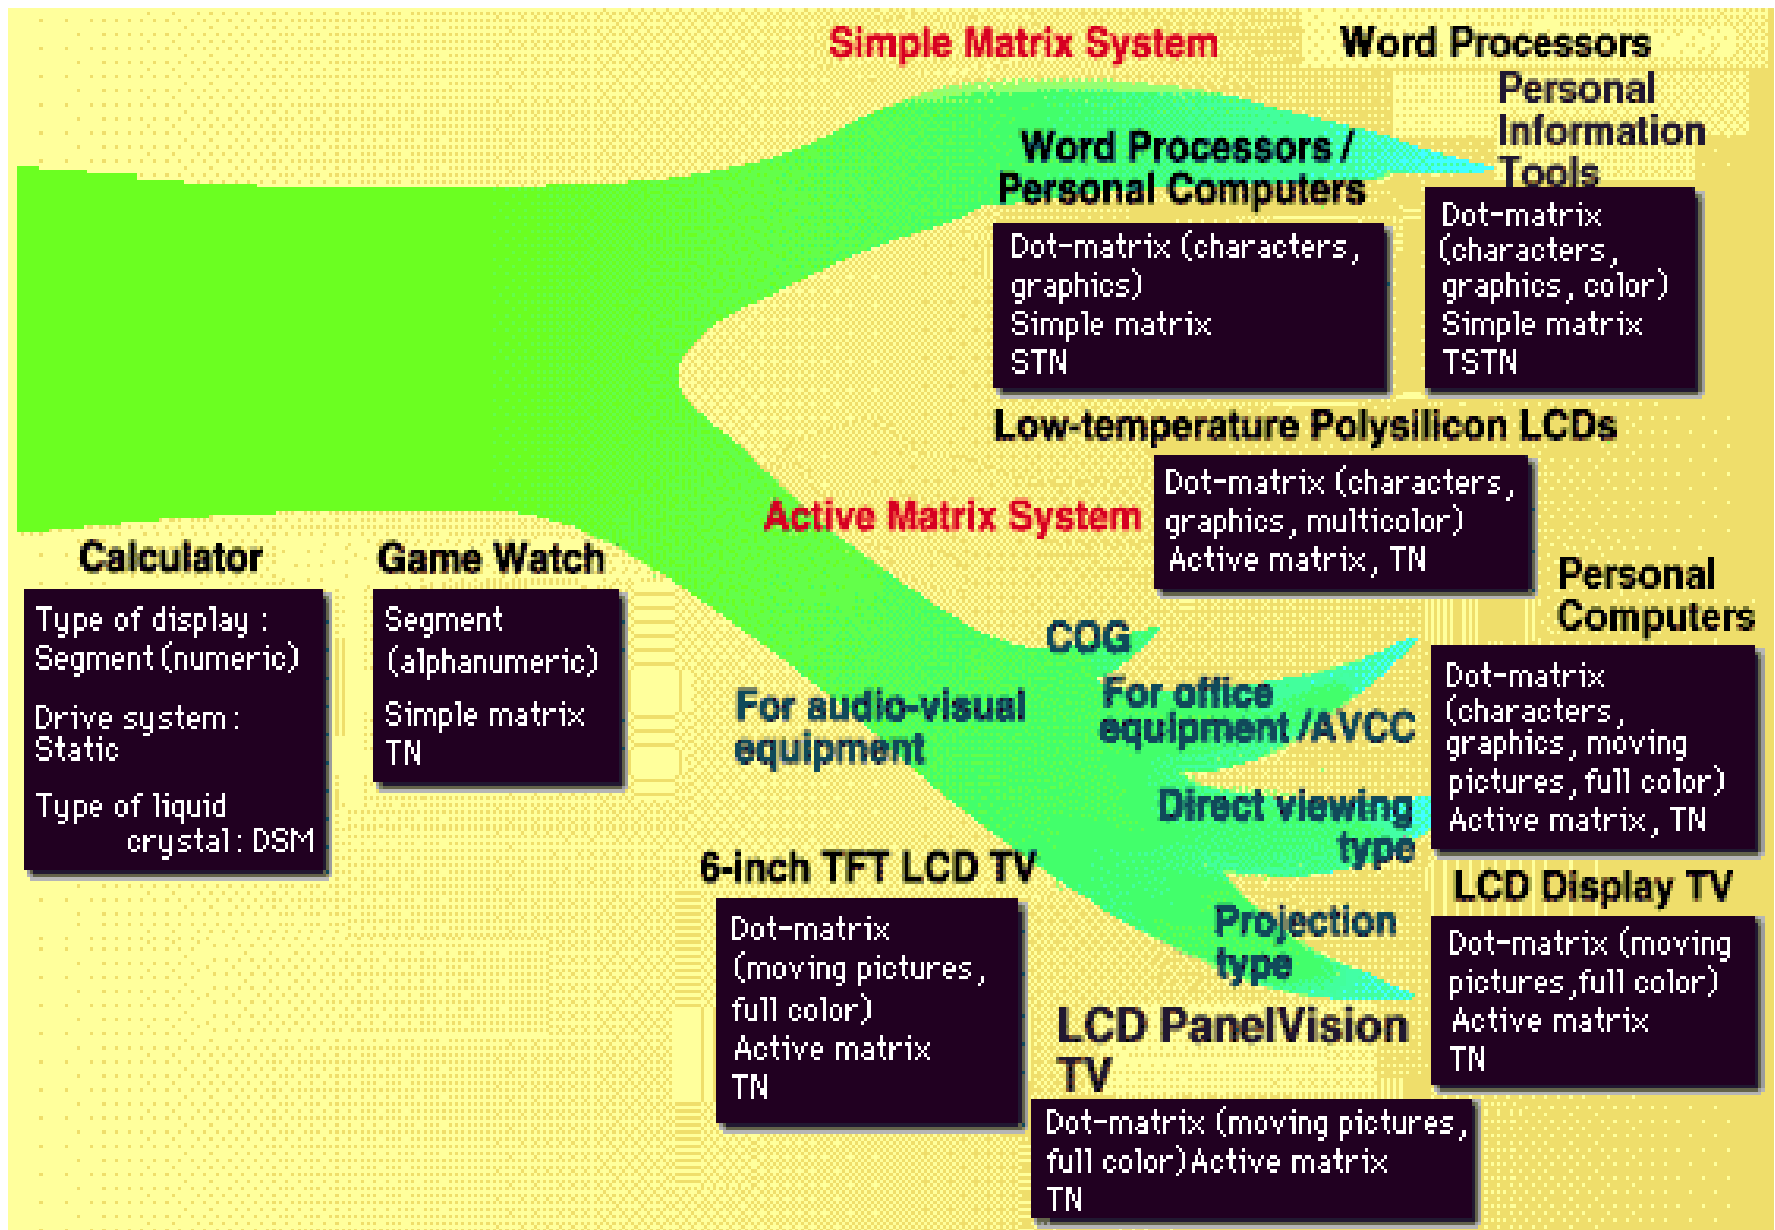 Simple Matrix System
Word Processors
Personal
Information
Tools
Word Processors /
Personal Computers
Dot-matrix (characters,
graphics)
Simple matrix
STN
Dot-matrix
(characters,
graphics, color)
Simple matrix
TSTN
Low-temperature Polysilicon LCDs
Dot-matrix (characters,
graphics, multicolor)
Active matrix, TN
Active Matrix System
Calculator
Type of display :
Segment (numeric)
Drive system :
Static
Type of liquid
crystal : DSM
Game Watch
Segment
(alphanumeric)
Simple matrix
TN
COG
For office
equipment /AVCC
For audio-visual
equipment
Personal
Computers
Dot-matrix
(characters,
graphics, moving
pictures, full color)
Active matrix, TN
Direct viewing
type
Projection
type
6-inch TFT LCD TV
Dot-matrix
(moving pictures,
full color)
Active matrix
TN
LCD Display TV
Dot-matrix (moving
pictures,full color)
Active matrix
TN
LCD PanelVision
TV
Dot-matrix (moving pictures,
full color)Active matrix
TN